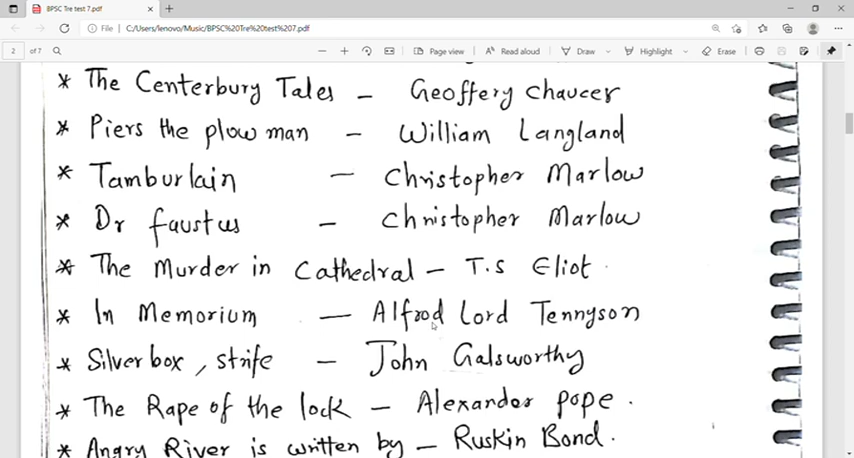 BPSC Tre test 7.pdf
File | C:/Users/lenovo/Music/BPSC%20Tre%20test%207.pdf
2 of 7 Page view Read aloud Draw Highlight Erase
* The Centerbury Tales - Geoffery chaucer
* Piers the plow man - William Langland
* Tamburlain - Christopher Marlow
* Dr faustus - Christopher Marlow
* The Murder in Cathedral - T.S Eliot.
* In Memorium - Alfrod Lord Tennyson
* Silver box, strife - John Galsworthy
* The Rape of the lock - Alexander pope.
* Angry River is written by - Ruskin Bond.